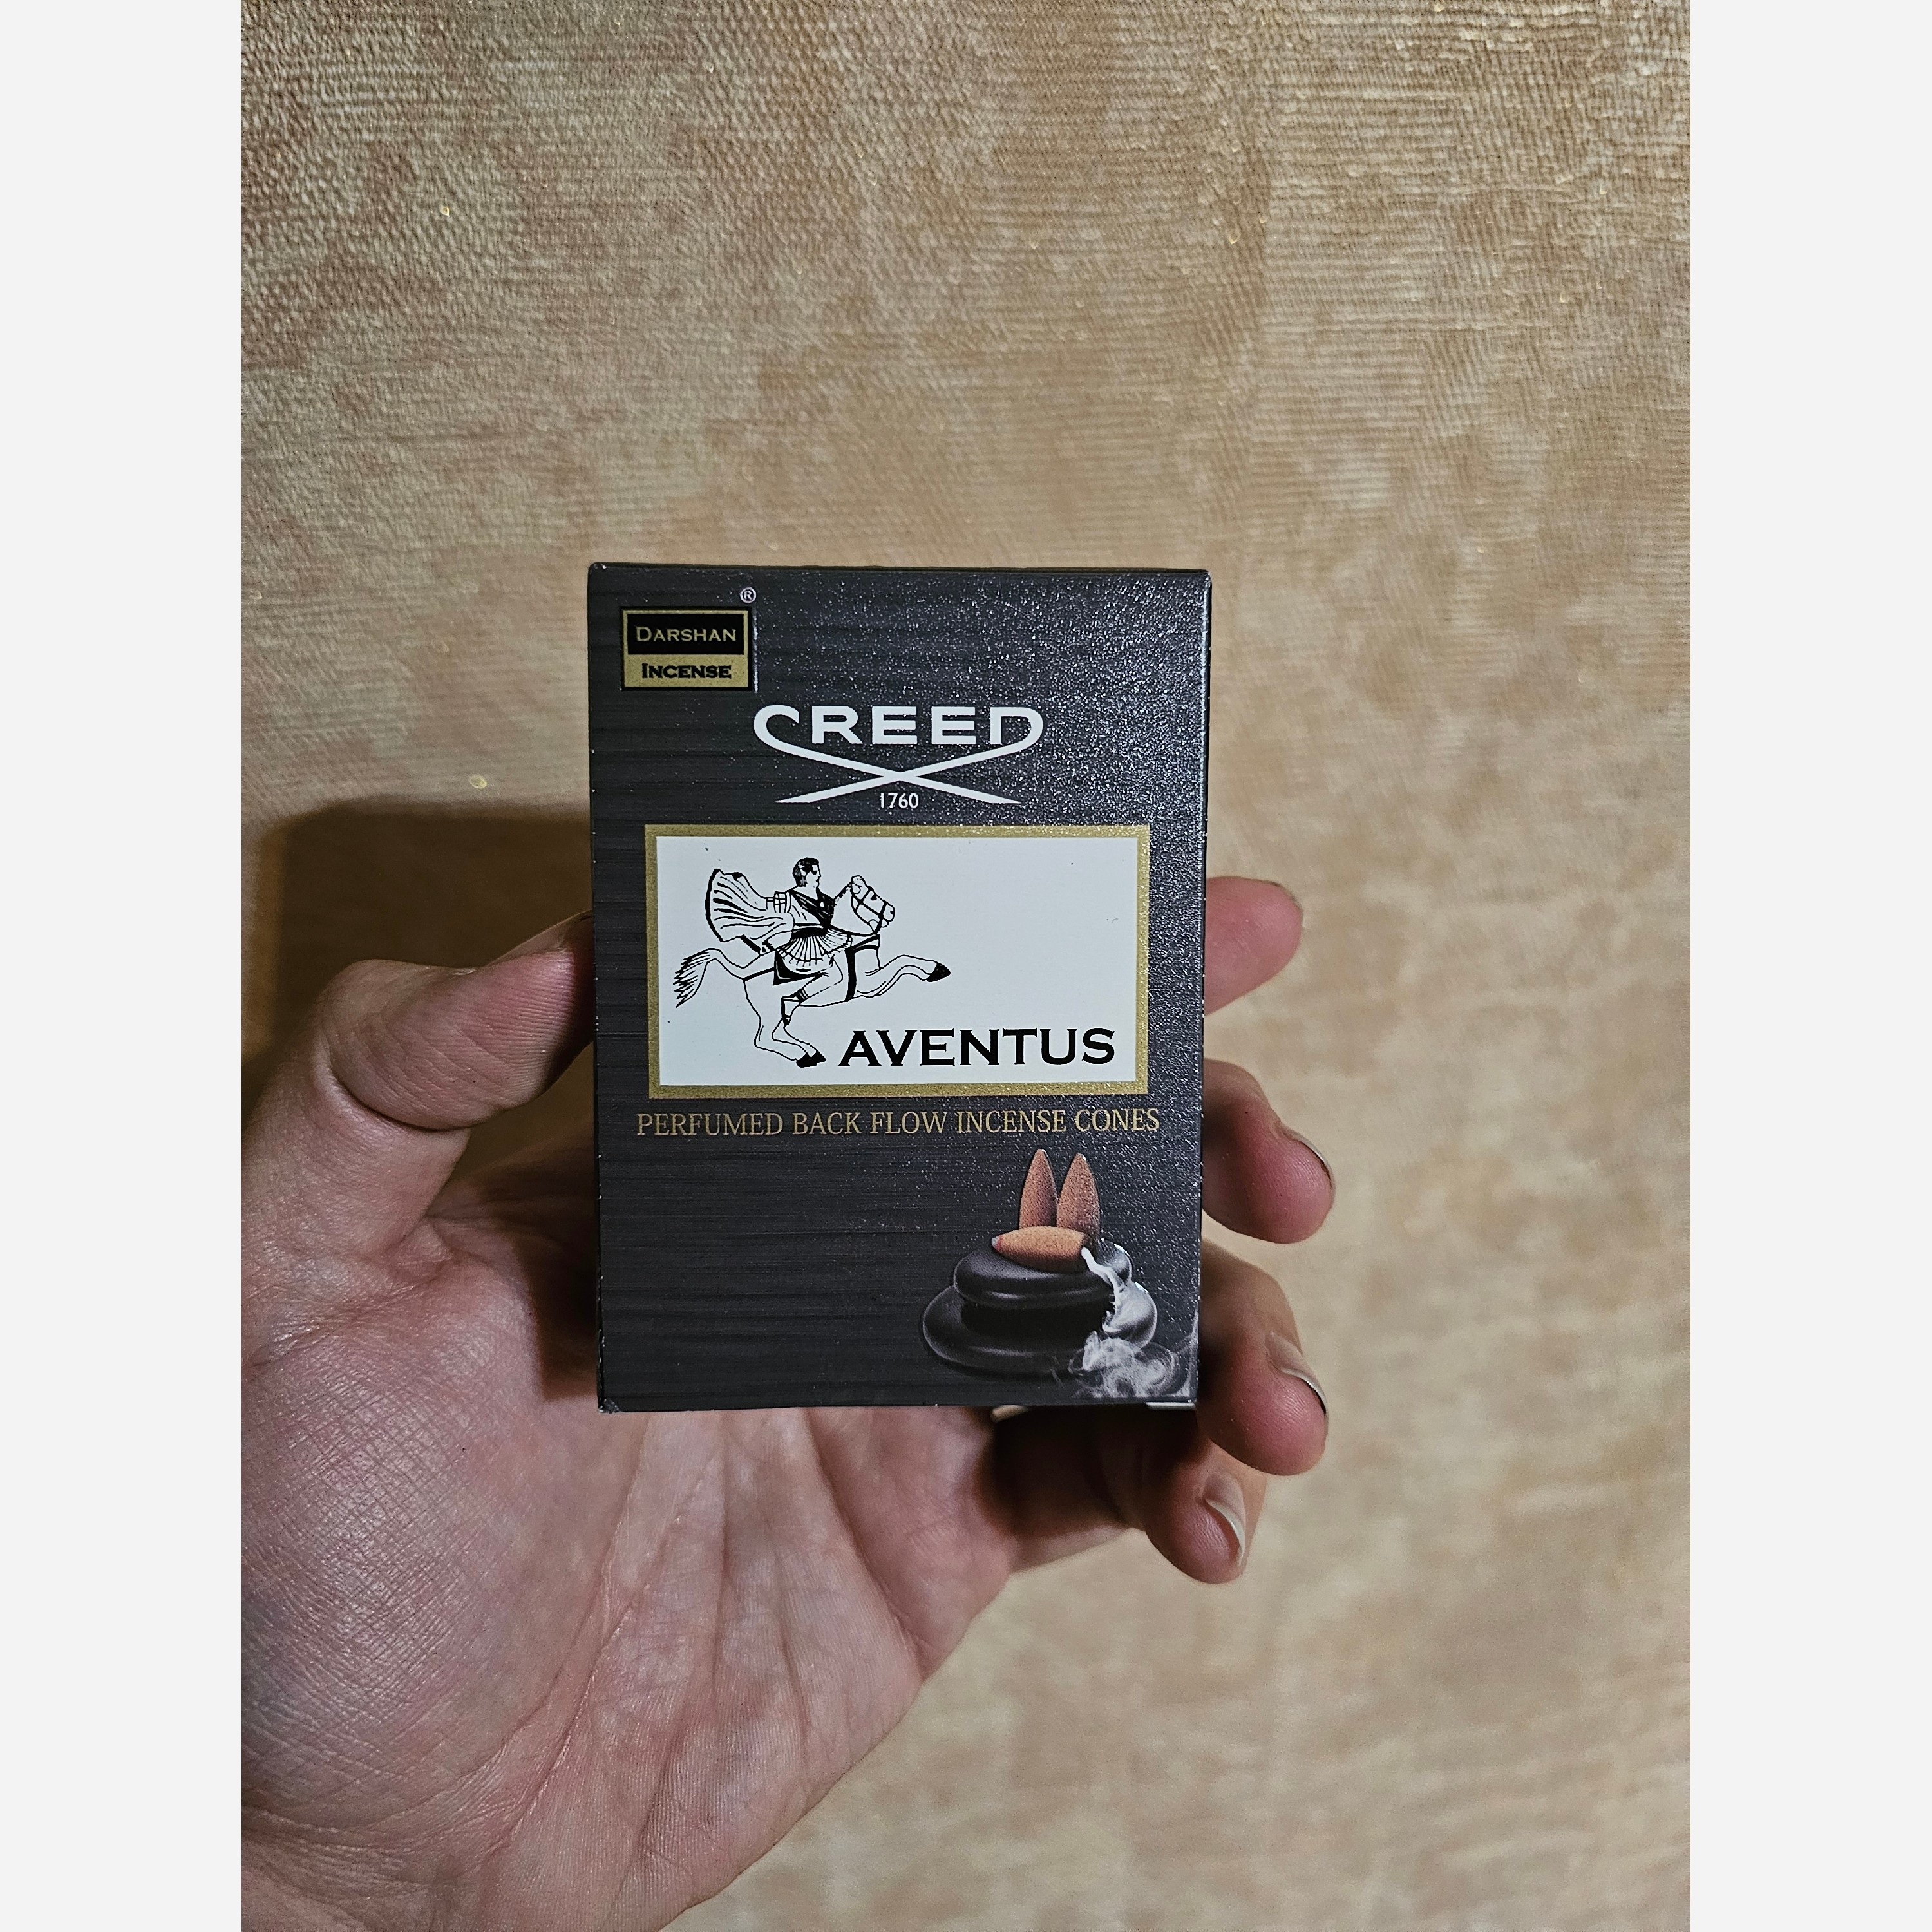 ®
DARSHAN
INCENSE
CREED
1760
AVENTUS
PERFUMED BACK FLOW INCENSE CONES